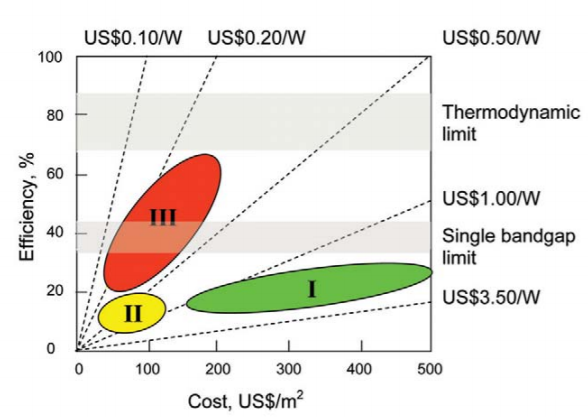 US$0.10/W US$0.20/W US$0.50/W
100
80
60
40
20
0
Efficiency, %
Thermodynamic
limit
US$1.00/W
Single bandgap
limit
US$3.50/W
III
II
I
0 100 200 300 400 500
Cost, US$/m²